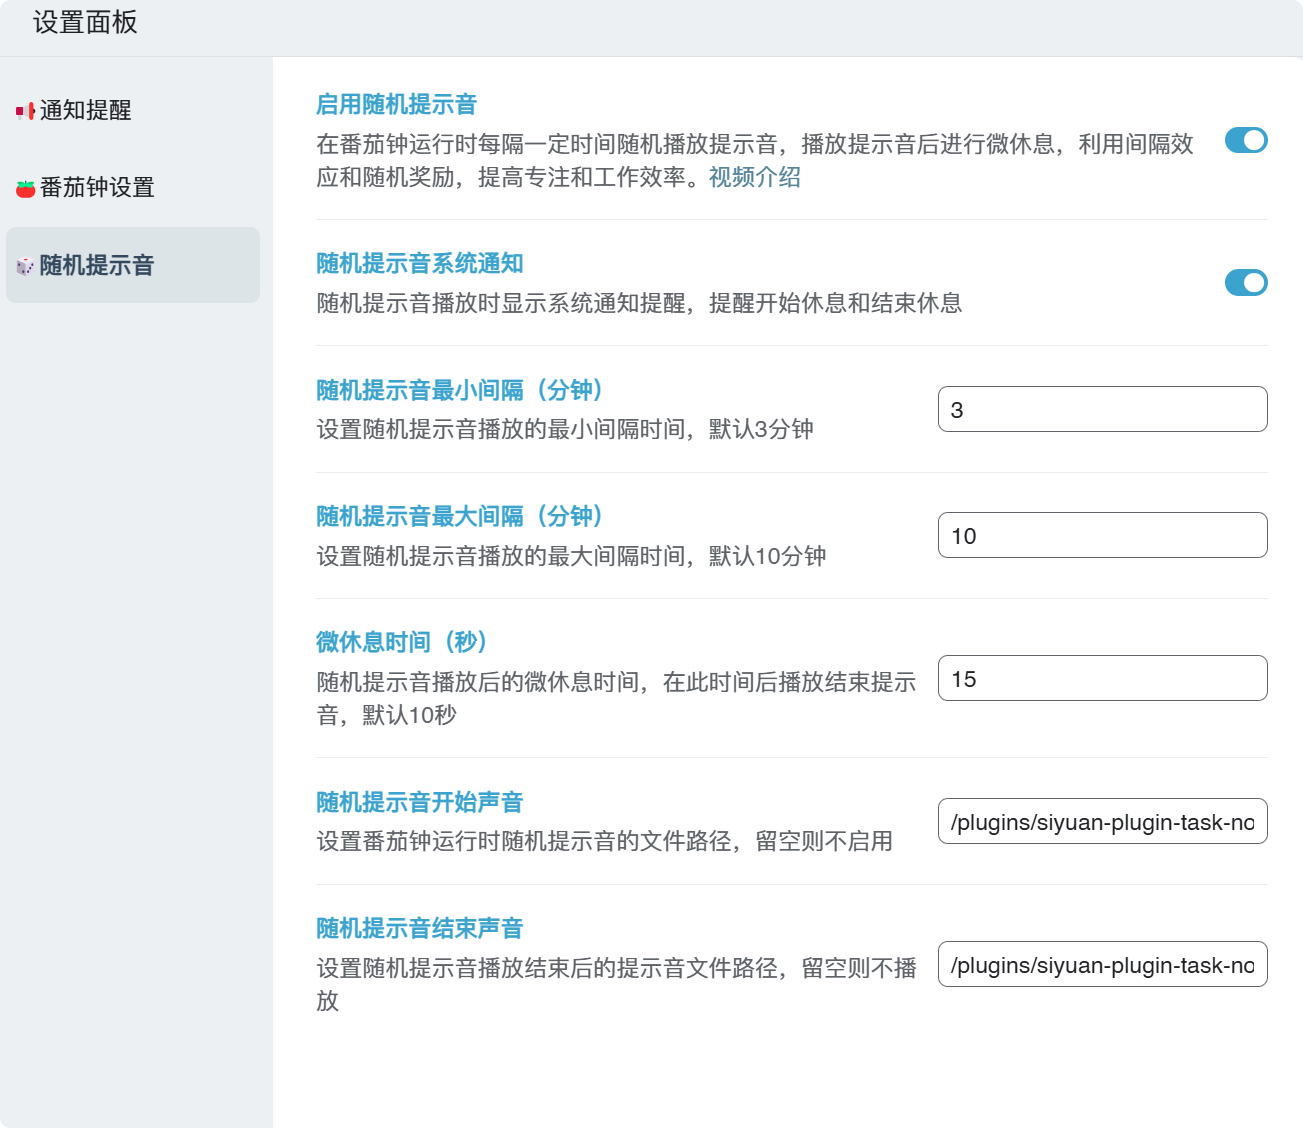 设置面板
通知提醒
番茄钟设置
随机提示音
启用随机提示音
在番茄钟运行时每隔一定时间随机播放提示音，播放提示音后进行微休息，利用间隔效
应和随机奖励，提高专注和工作效率。视频介绍
随机提示音系统通知
随机提示音播放时显示系统通知提醒，提醒开始休息和结束休息
随机提示音最小间隔（分钟）
设置随机提示音播放的最小间隔时间，默认3分钟
3
随机提示音最大间隔（分钟）
设置随机提示音播放的最大间隔时间，默认10分钟
10
微休息时间（秒）
随机提示音播放后的微休息时间，在此时间后播放结束提示
音，默认10秒
15
随机提示音开始声音
设置番茄钟运行时随机提示音的文件路径，留空则不启用
/plugins/siyuan-plugin-task-no
随机提示音结束声音
设置随机提示音播放结束后的提示音文件路径，留空则不播
放
/plugins/siyuan-plugin-task-no